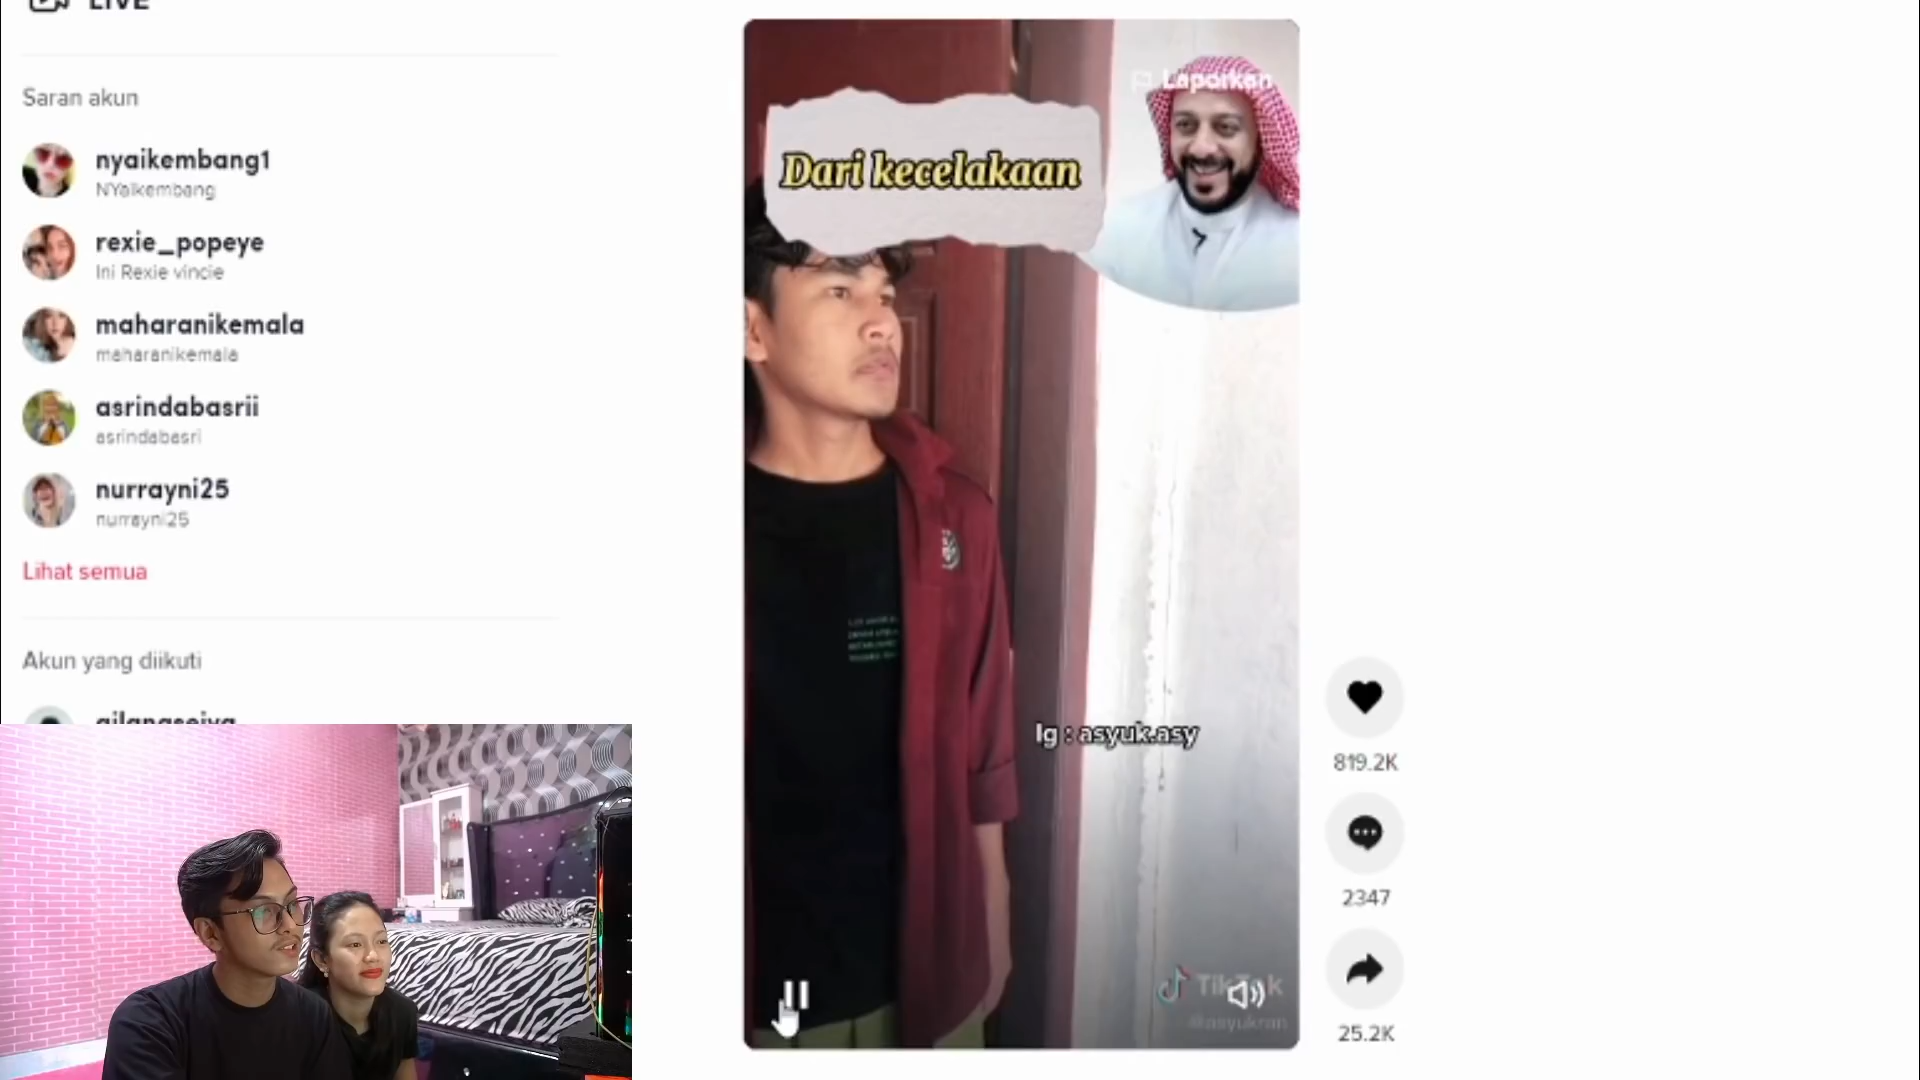 LIVE
Saran akun
nyaikembang1
NYaikembang
rexie_popeye
Ini Rexie vincie
maharanikemala
maharanikemala
asrindabasrii
asrindabasri
nurrayni25
nurrayni25
Lihat semua
Akun yang diikuti
Laporkan
Dari kecelakaan
Ig : asyuk.asy
819.2K
2347
25.2K
TikTok
@asyukran